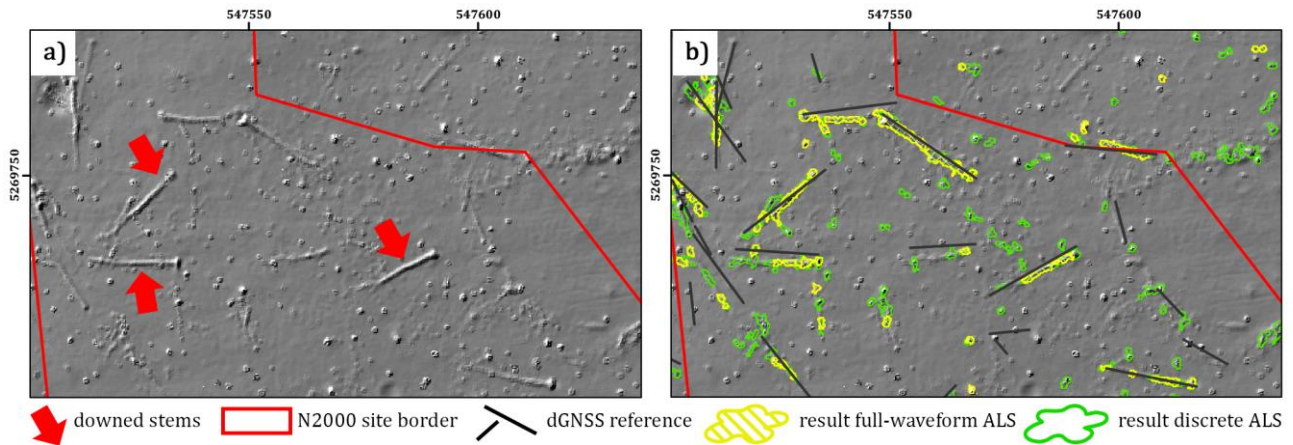 547550 547600 547550 547600
a) b)
5269750 5269750
downed stems N2000 site border dGNSS reference result full-waveform ALS result discrete ALS